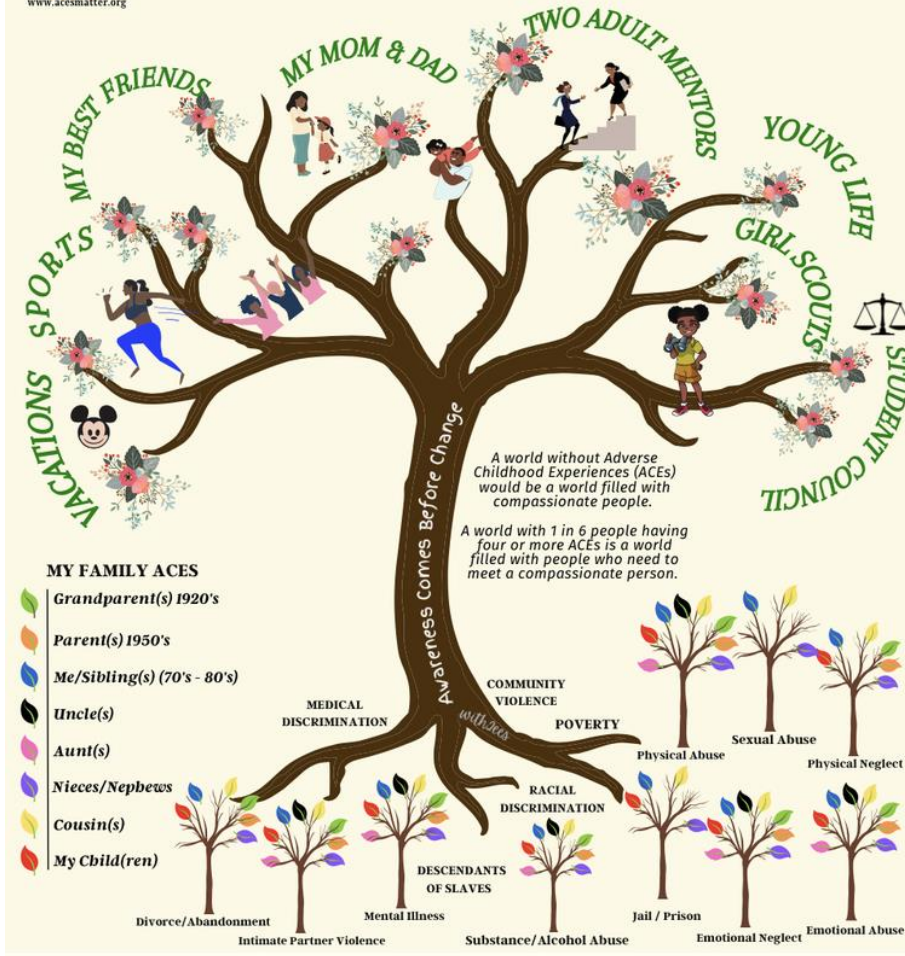 www.acesmatter.org
TWO ADULT MENTORS
MY MOM & DAD
MY BEST FRIENDS
YOUNG LIFE
SPORTS
GIRL SCOUTS
VACATIONS
STUDENT COUNCIL
Awareness Comes Before Change
A world without Adverse
Childhood Experiences (ACEs)
would be a world filled with
compassionate people.
A world with 1 in 6 people having
four or more ACEs is a world
filled with people who need to
meet a compassionate person.
MY FAMILY ACES
Grandparent(s) 1920's
Parent(s) 1950's
Me/Sibling(s) (70's - 80's)
Uncle(s)
Aunt(s)
Nieces/Nephews
Cousin(s)
My Child(ren)
MEDICAL
DISCRIMINATION
COMMUNITY
VIOLENCE
POVERTY
RACIAL
DISCRIMINATION
DESCENDANTS
OF SLAVES
Physical Abuse
Sexual Abuse
Physical Neglect
Divorce/Abandonment
Intimate Partner Violence
Mental Illness
Substance/Alcohol Abuse
Jail / Prison
Emotional Neglect
Emotional Abuse